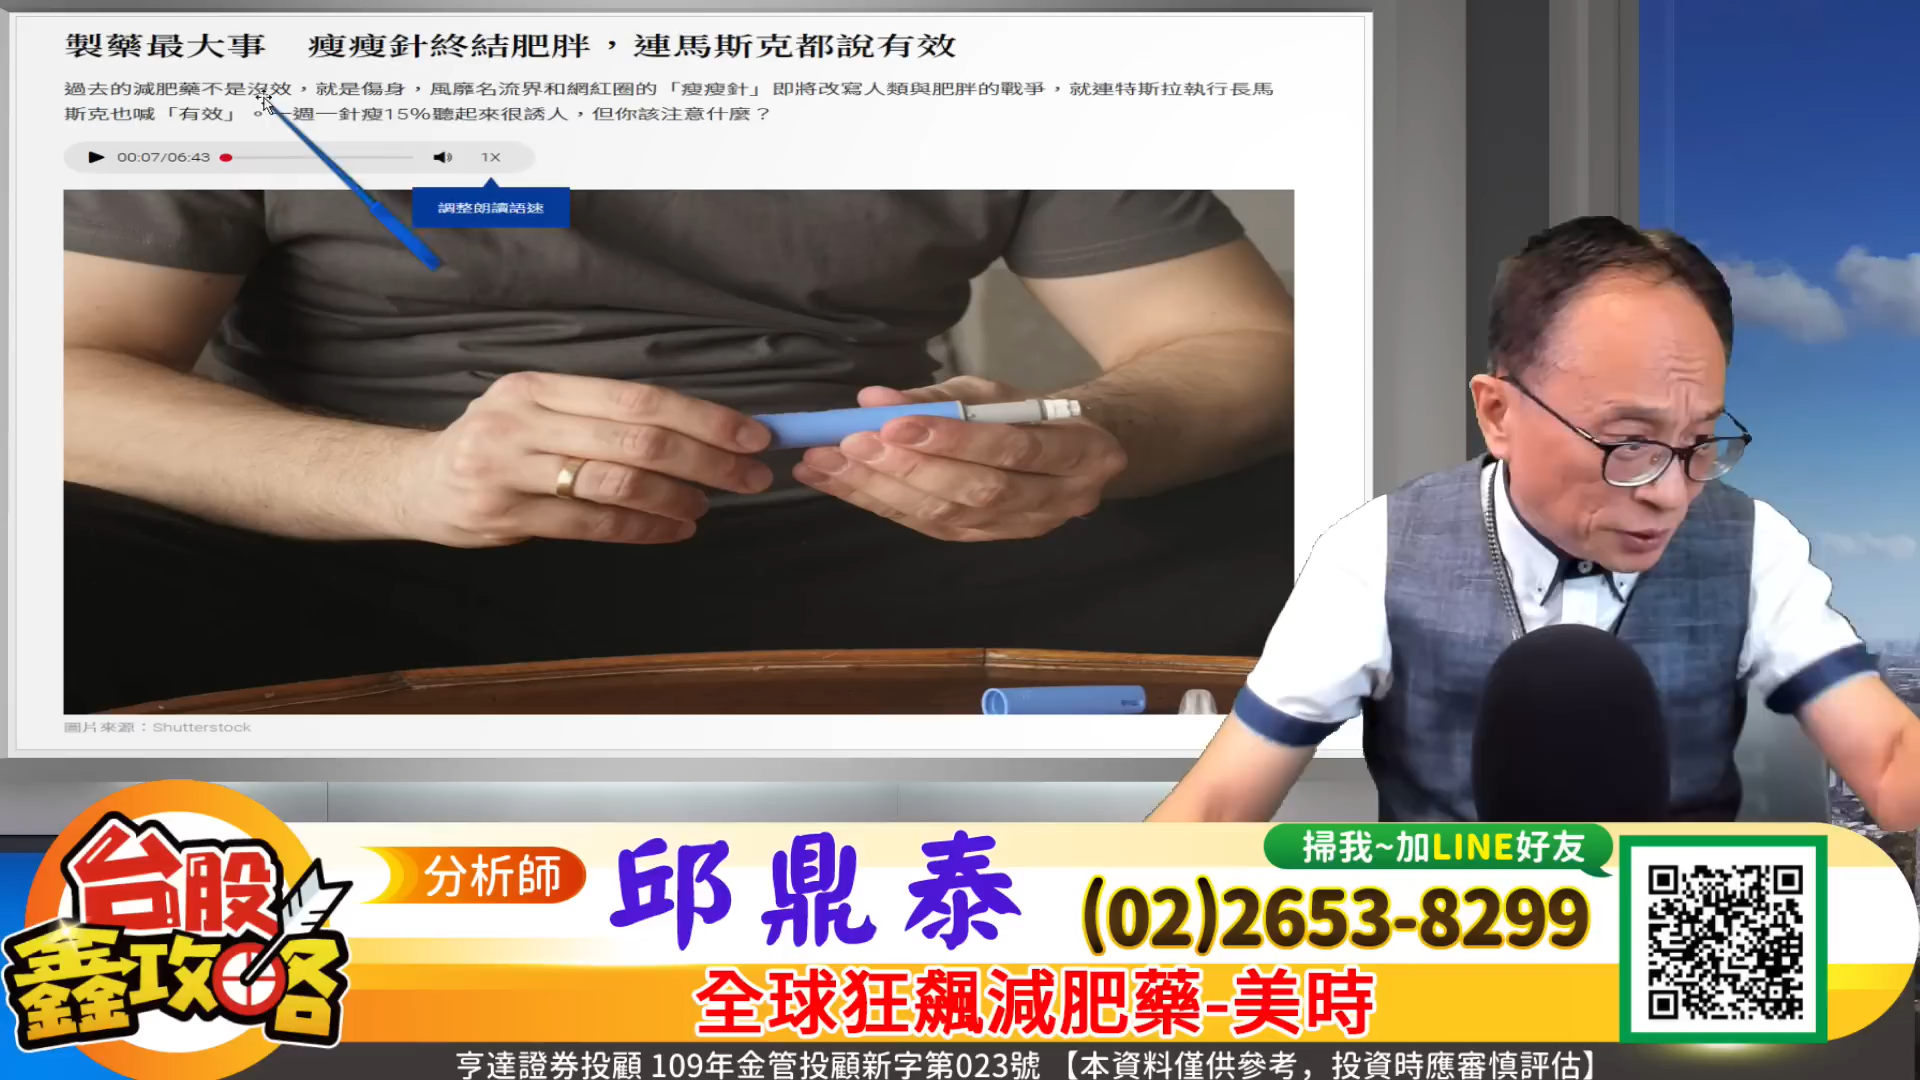 製藥最大事　瘦瘦針終結肥胖，連馬斯克都說有效
過去的減肥藥不是沒效，就是傷身，風靡名流界和網紅圈的「瘦瘦針」即將改寫人類與肥胖的戰爭，就連特斯拉執行長馬
斯克也喊「有效」。一週一針瘦15%聽起來很誘人，但你該注意什麼？
00:07/06:43
1X
調整朗讀語速
圖片來源：Shutterstock
台股
鑫攻略
分析師
邱鼎泰
掃我~加LINE好友
(02)2653-8299
全球狂飆減肥藥-美時
亨達證券投顧 109年金管投顧新字第023號 【本資料僅供參考，投資時應審慎評估】